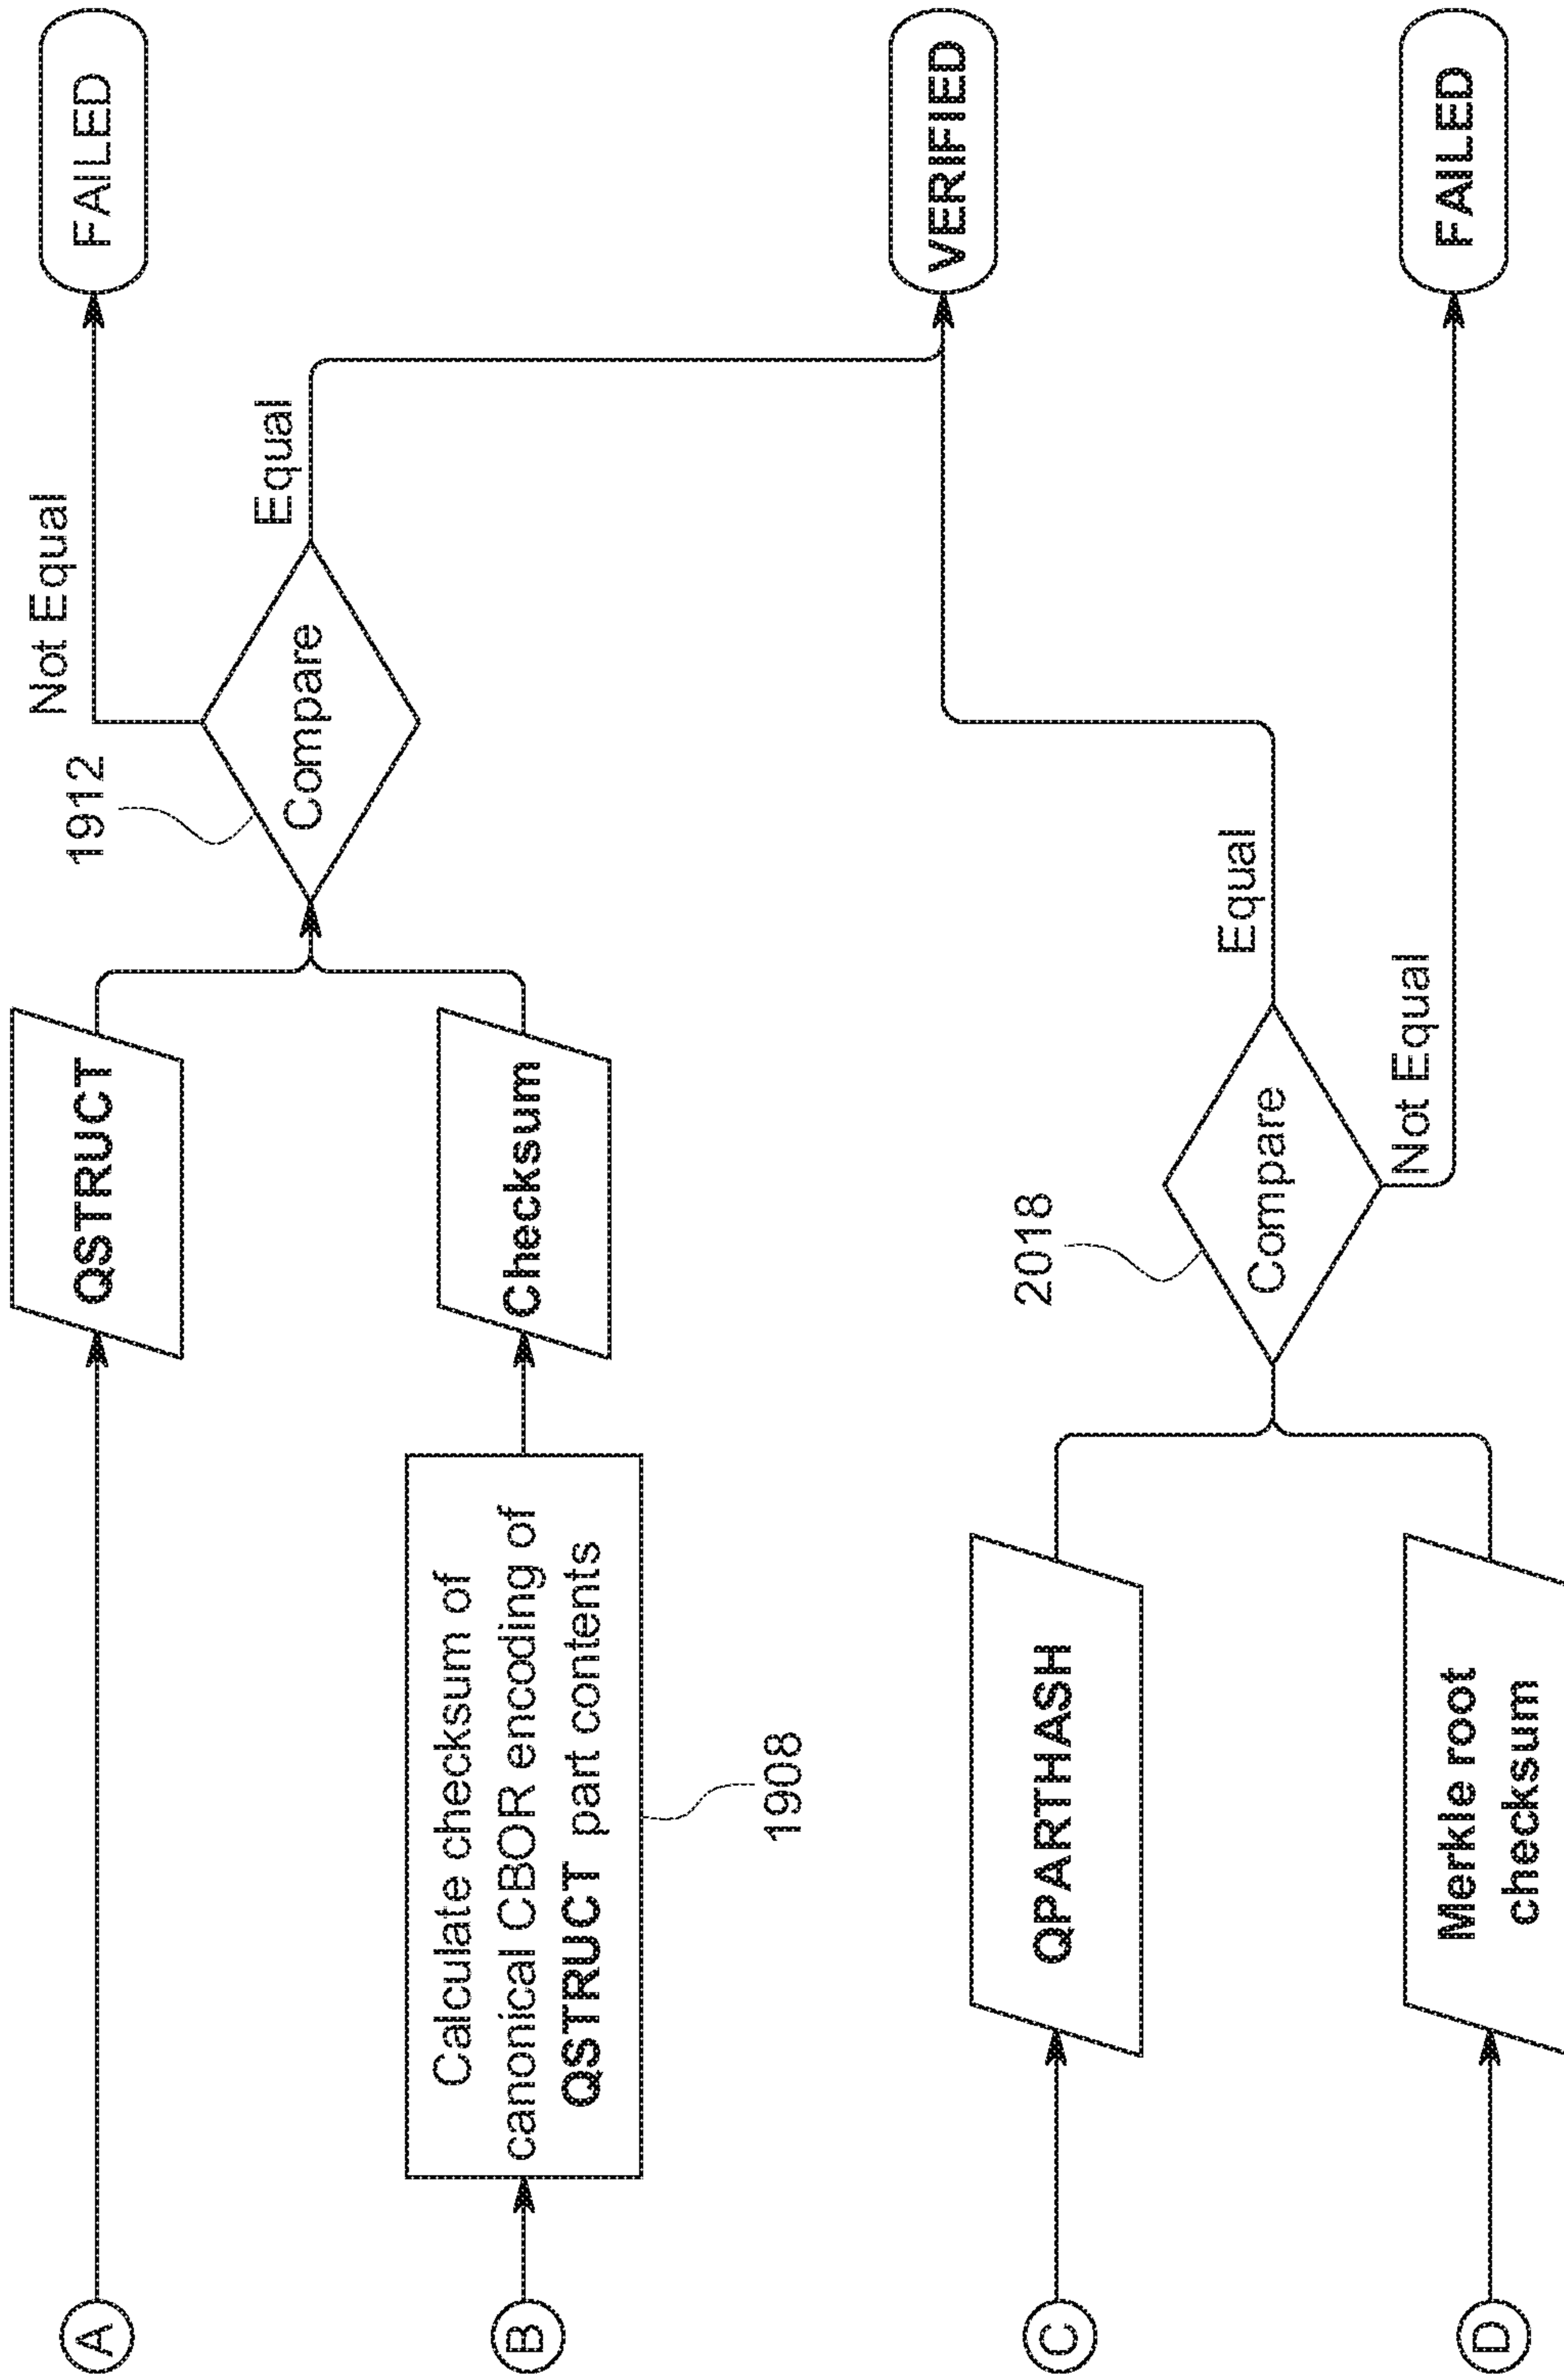 A
QSTRUCT
1912
Compare
Not Equal
Equal
FAILED
B
Calculate checksum of
canonical CBOR encoding of
QSTRUCT part contents
1908
Checksum
VERIFIED
C
QPARTHASH
2018
Compare
Equal
Not Equal
D
Merkle root
checksum
FAILED